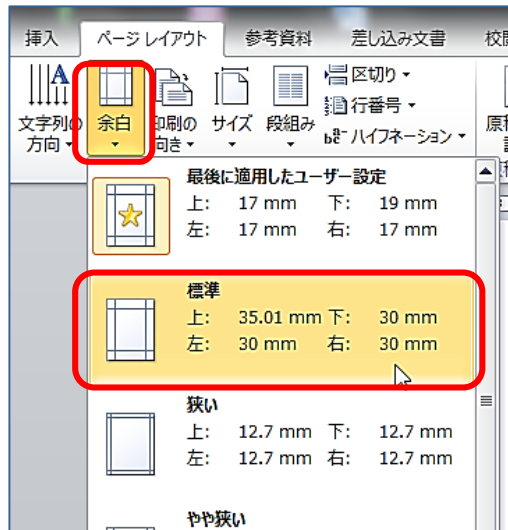 挿入 ページ レイアウト 参考資料 差し込み文書
文字列の方向 余白 印刷の向き サイズ 段組み
区切り
行番号
ハイフネーション
最後に適用したユーザー設定
上: 17 mm 下: 19 mm
左: 17 mm 右: 17 mm
標準
上: 35.01 mm 下: 30 mm
左: 30 mm 右: 30 mm
狭い
上: 12.7 mm 下: 12.7 mm
左: 12.7 mm 右: 12.7 mm
やや狭い